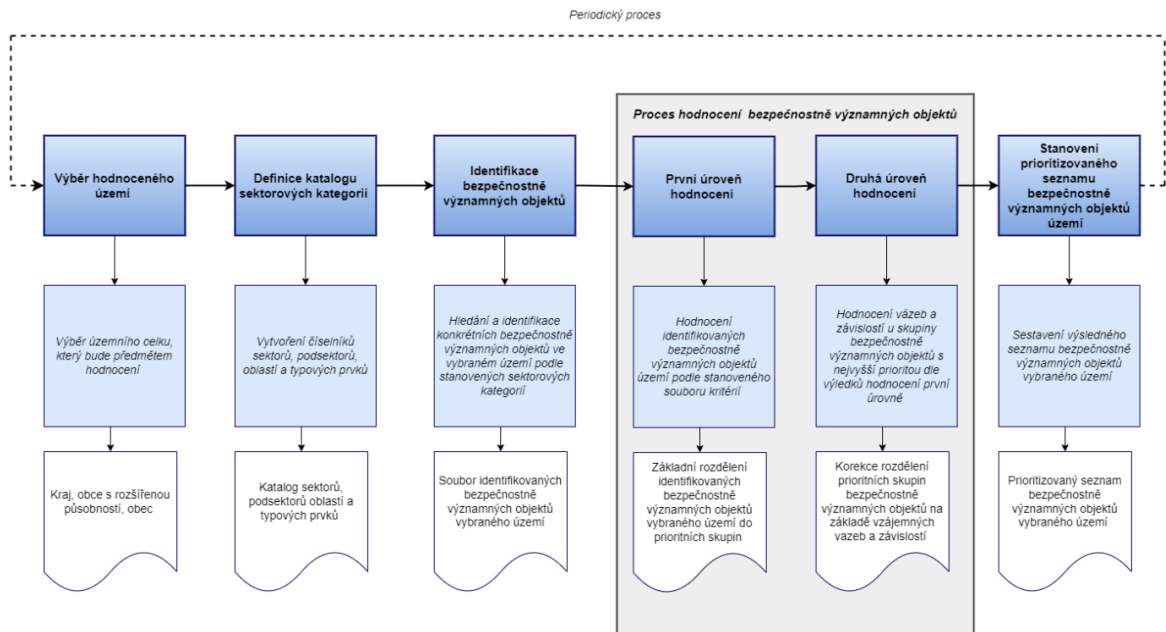 Periodický proces
Proces hodnocení bezpečnostně významných objektů
Výběr hodnoceného
území
Definice katalogu
sektorových kategorií
Identifikace
bezpečnostně
významných objektů
První úroveň
hodnocení
Druhá úroveň
hodnocení
Stanovení
prioritizovaného
seznamu
bezpečnostně
významných objektů
území
Výběr územního celku,
který bude předmětem
hodnocení
Vytvoření číselníků
sektorů, podsektorů,
oblastí a typových prvků
Hledání a identifikace
konkrétních bezpečnostně
významných objektů ve
vybraném území podle
stanovených sektorových
kategorií
Hodnocení
identifikovaných
bezpečnostně
významných objektů
území podle stanoveného
souboru kritérií
Hodnocení vázeb a
závislostí u skupiny
bezpečnostně
významných objektů s
nejvyšší prioritou dle
výledků hodnocení první
úrovně
Sestavení výsledného
seznamu bezpečnostně
významných objektů
vybraného území
Kraj, obce s rozšířenou
působností, obec
Katalog sektorů,
podsektorů oblastí a
typových prvků
Soubor identifikovaných
bezpečnostně
významných objektů
vybraného území
Základní rozdělení
identifikovaných
bezpečnostně
významných objektů
vybraného území do
prioritních skupin
Korekce rozdělení
prioritních skupin
bezpečnostně
významných objektů na
základě vzájemných
vazeb a závislostí
Prioritizovaný seznam
bezpečnostně
významných objektů
vybraného území